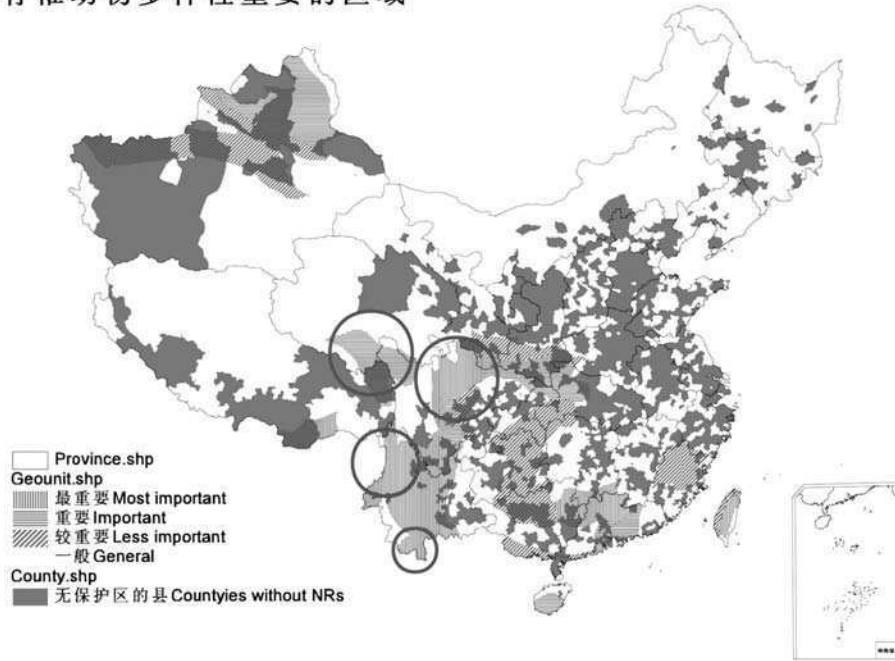 Province.shp
Geounit.shp
最重要 Most important
重要 Important
较重要 Less important
一般 General
County.shp
无保护区的县 Countyies without NRs